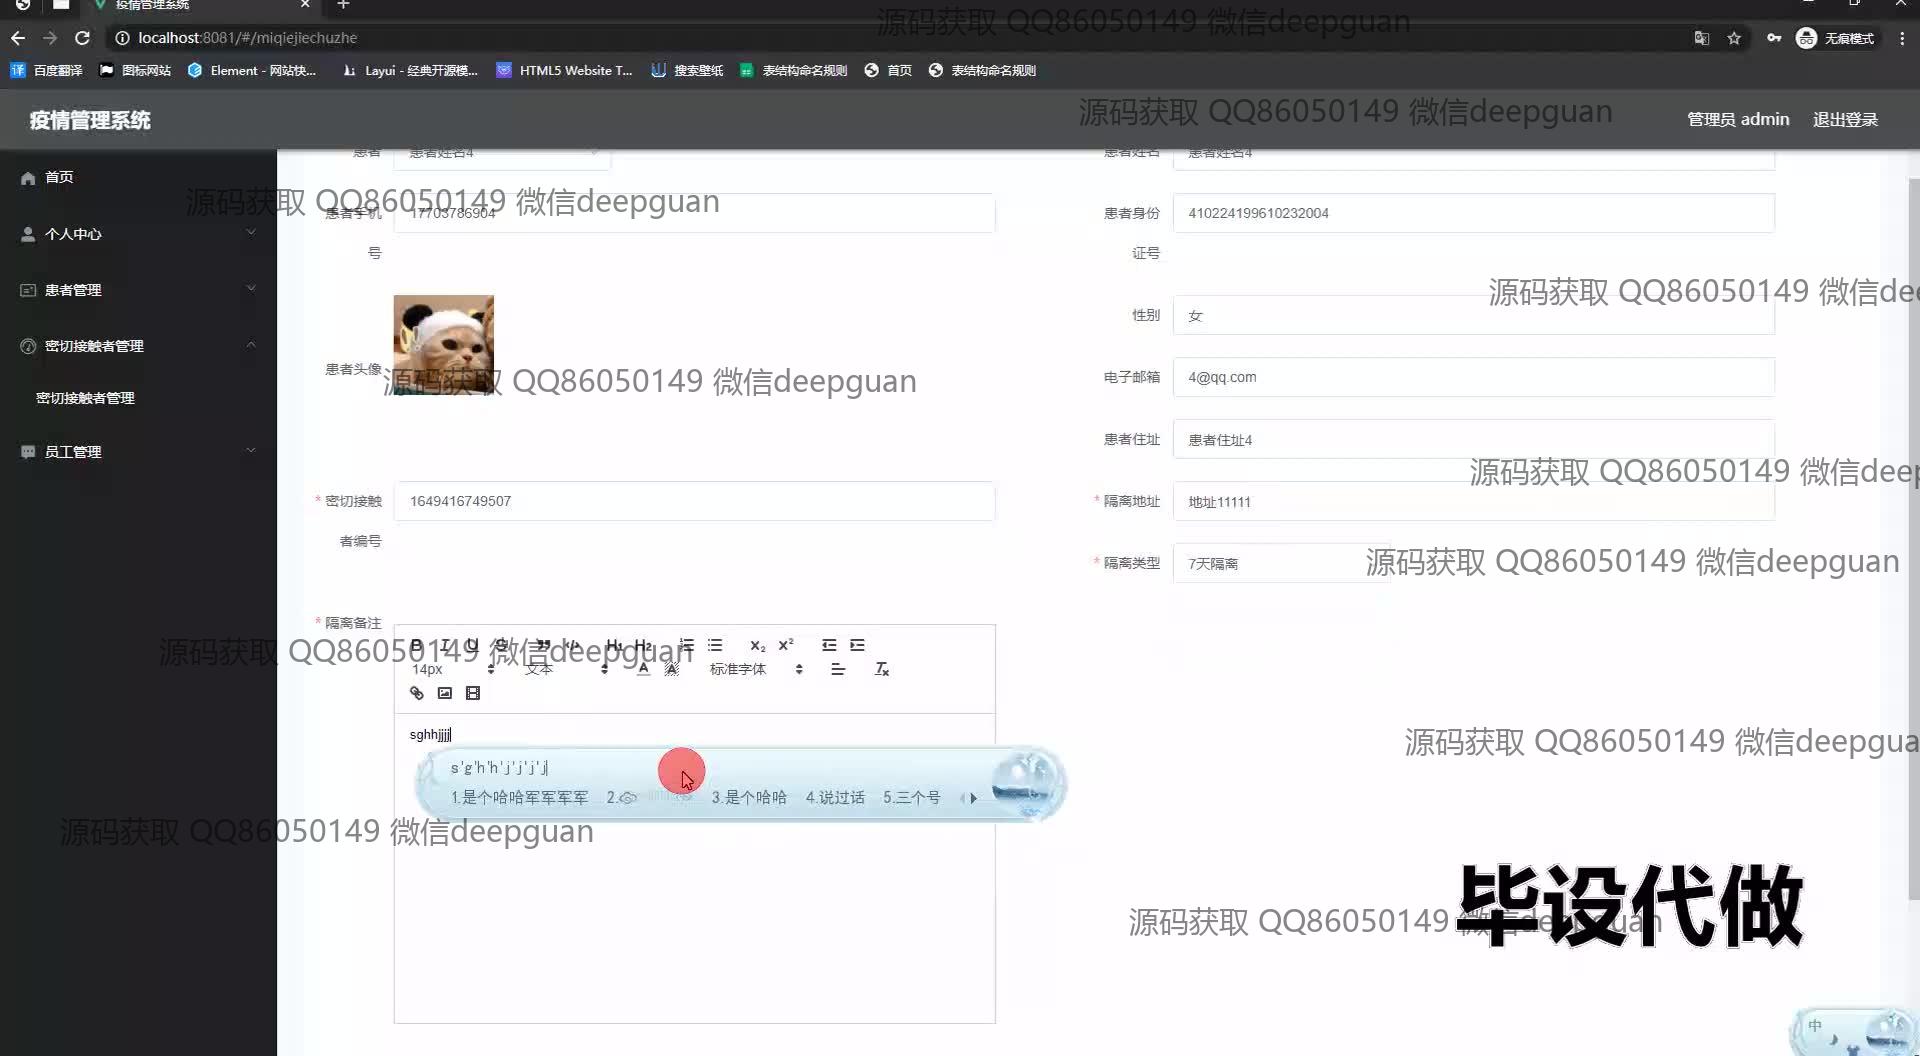 疫情管理系统
localhost:8081/#/miqiejiechuzhe
无痕模式
百度翻译
图标网站
Element - 网站快...
Layui - 经典开源模...
HTML5 Website T...
搜索壁纸
表结构命名规则
首页
表结构命名规则
疫情管理系统
管理员 admin
退出登录
首页
个人中心
患者管理
密切接触者管理
密切接触者管理
员工管理
患者
患者姓名4
患者姓名
患者姓名4
患者手机号
17703786904
患者身份证号
410224199610232004
患者头像
性别
女
电子邮箱
4@qq.com
患者住址
患者住址4
* 密切接触者编号
1649416749507
* 隔离地址
地址11111
* 隔离类型
7天隔离
* 隔离备注
14px
文本
标准字体
sghhjjjj
s'g'h'h'j'j'j'j
1.是个哈哈军军军军
2.
3.是个哈哈
4.说过话
5.三个号
中
毕设代做
源码获取 QQ86050149 微信deepguan
源码获取 QQ86050149 微信deepguan
源码获取 QQ86050149 微信deepguan
源码获取 QQ86050149 微信de
源码获取 QQ86050149 微信deepguan
源码获取 QQ86050149 微信deep
源码获取 QQ86050149 微信deepguan
源码获取 QQ86050149 微信deepguan
源码获取 QQ86050149 微信deepgua
源码获取 QQ86050149 微信deepguan
源码获取 QQ86050149 微信deepguan